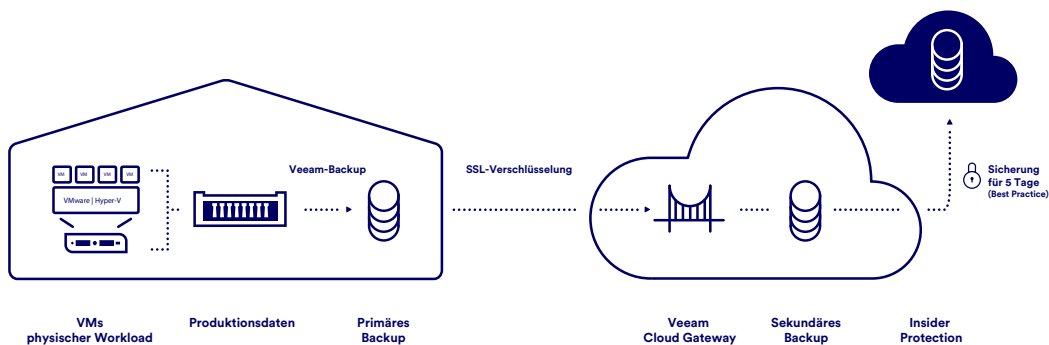 VM VM VM VM
VMware | Hyper-V
Veeam-Backup
SSL-Verschlüsselung
Sicherung
für 5 Tage
(Best Practice)
VMs
physischer Workload
Produktionsdaten
Primäres
Backup
Veeam
Cloud Gateway
Sekundäres
Backup
Insider
Protection